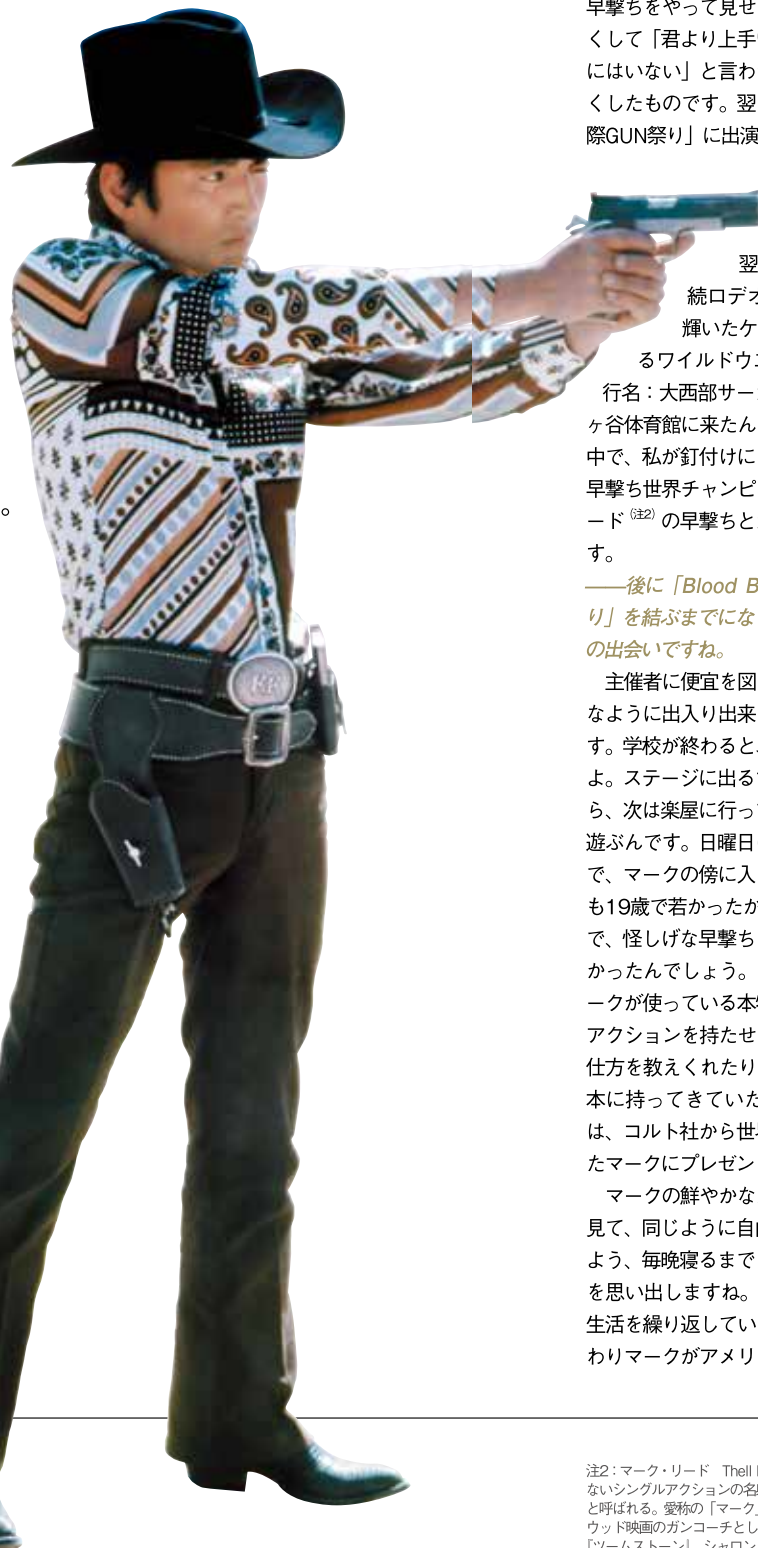 早撃ちをやって見せ
くして「君より上手
にはいない」と言わ
くしたものです。翌
際GUN祭り」に出演
翌
続ロデオ
輝いたケ
るワイルドウエ
行名：大西部サー
ヶ谷体育館に来たん
中で、私が釘付けに
早撃ち世界チャンピ
ード（注2）の早撃ちと
す。
——後に「Blood B
り」を結ぶまでにな
の出会いですね。
主催者に便宜を図
なように出入り出来
す。学校が終わると
よ。ステージに出る
ら、次は楽屋に行っ
遊ぶんです。日曜日
で、マークの傍に入
も19歳で若かったか
で、怪しげな早撃ち
かったんでしょう。
ークが使っている本物
アクションを持たせ
仕方を教えくれたり
本に持ってきていた
は、コルト社から世界
たマークにプレゼン
マークの鮮やかな
見て、同じように自由
よう、毎晩寝るまで
を思い出しますね。
生活を繰り返してい
わりマークがアメリ
。
注2：マーク・リード　Thell
ないシングルアクションの名
と呼ばれる。愛称の「マーク」
ウッド映画のガンコーチとし
『ツームストーン』、シャロン